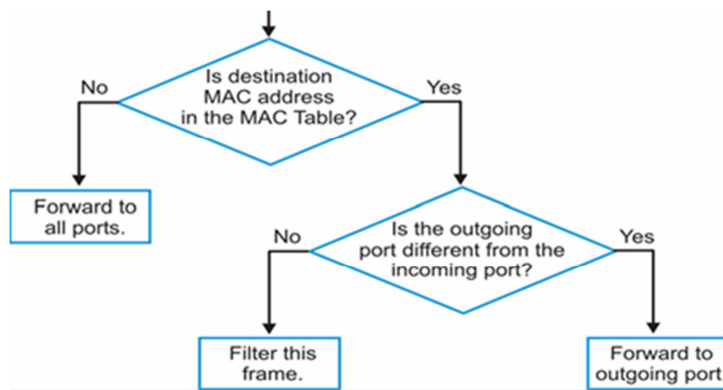 Is destination
MAC address
in the MAC Table?
No
Yes
Forward to
all ports.
Is the outgoing
port different from the
incoming port?
No
Yes
Filter this
frame.
Forward to
outgoing port